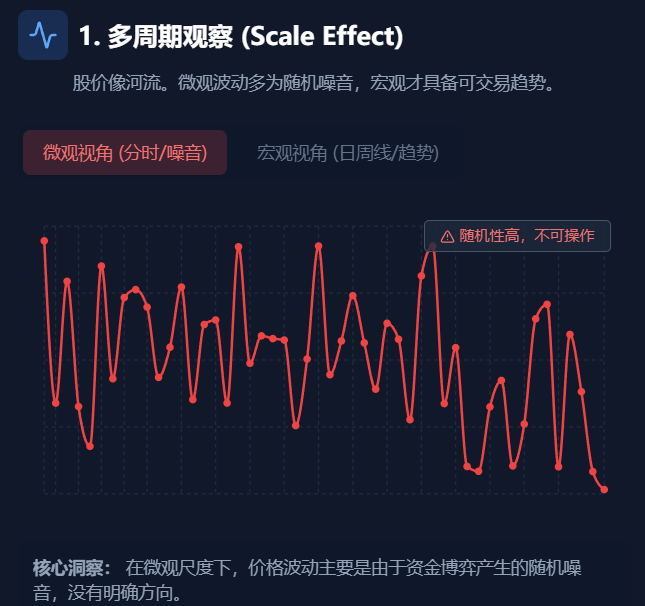 1. 多周期观察 (Scale Effect)
股价像河流。微观波动多为随机噪音，宏观才具备可交易趋势。
微观视角 (分时/噪音)
宏观视角 (日周线/趋势)
随机性高，不可操作
核心洞察： 在微观尺度下，价格波动主要是由于资金博弈产生的随机噪
音，没有明确方向。